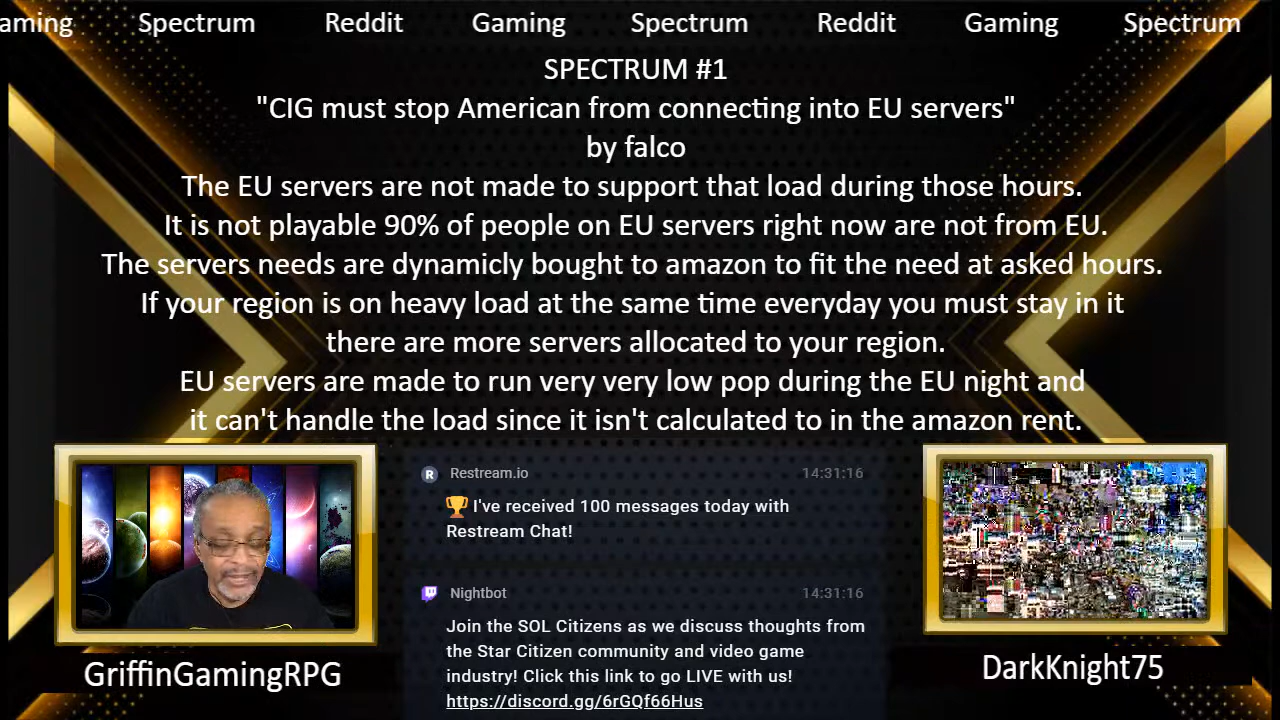 aming Spectrum Reddit Gaming Spectrum Reddit Gaming Spectrum
SPECTRUM #1
"CIG must stop American from connecting into EU servers"
by falco
The EU servers are not made to support that load during those hours.
It is not playable 90% of people on EU servers right now are not from EU.
The servers needs are dynamicly bought to amazon to fit the need at asked hours.
If your region is on heavy load at the same time everyday you must stay in it
there are more servers allocated to your region.
EU servers are made to run very very low pop during the EU night and
it can't handle the load since it isn't calculated to in the amazon rent.
R Restream.io 14:31:16
🏆 I've received 100 messages today with
Restream Chat!
Nightbot 14:31:16
Join the SOL Citizens as we discuss thoughts from
the Star Citizen community and video game
industry! Click this link to go LIVE with us!
https://discord.gg/6rGQf66Hus
GriffinGamingRPG
DarkKnight75